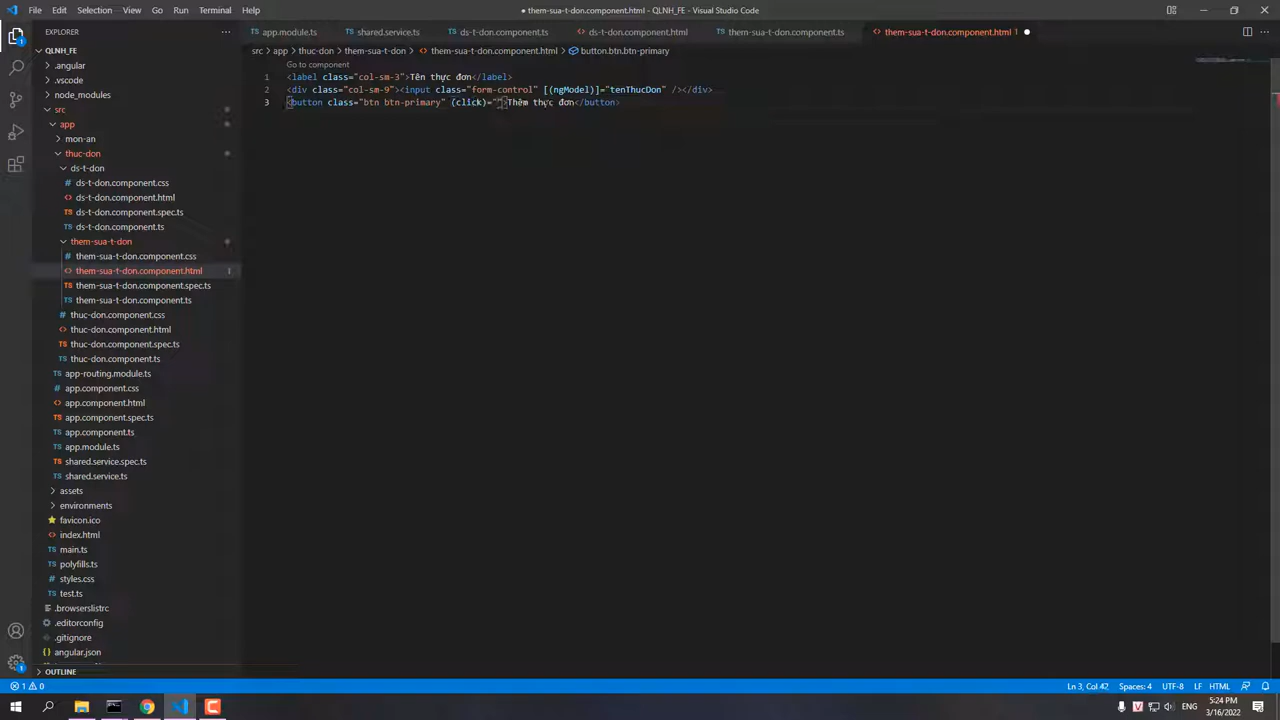 File Edit Selection View Go Run Terminal Help
● them-sua-t-don.component.html - QLNH_FE - Visual Studio Code
EXPLORER
app.module.ts
shared.service.ts
ds-t-don.component.ts
ds-t-don.component.html
them-sua-t-don.component.ts
them-sua-t-don.component.html 1
QLNH_FE
src > app > thuc-don > them-sua-t-don > them-sua-t-don.component.html > button.btn.btn-primary
.angular
.vscode
node_modules
src
app
mon-an
thuc-don
ds-t-don
ds-t-don.component.css
ds-t-don.component.html
ds-t-don.component.spec.ts
ds-t-don.component.ts
them-sua-t-don
them-sua-t-don.component.css
them-sua-t-don.component.html 1
them-sua-t-don.component.spec.ts
them-sua-t-don.component.ts
thuc-don.component.css
thuc-don.component.html
thuc-don.component.spec.ts
thuc-don.component.ts
app-routing.module.ts
app.component.css
app.component.html
app.component.spec.ts
app.component.ts
app.module.ts
shared.service.spec.ts
shared.service.ts
assets
environments
favicon.ico
index.html
main.ts
polyfills.ts
styles.css
test.ts
.browserslistrc
.editorconfig
.gitignore
angular.json
OUTLINE
Go to component
1 <label class="col-sm-3">Tên thực đơn</label>
2 <div class="col-sm-9"><input class="form-control" [(ngModel)]="tenThucDon" /></div>
3 <button class="btn btn-primary" (click)="">Thêm thực đơn</button>
1 0
Ln 3, Col 42 Spaces: 4 UTF-8 LF HTML
ENG
5:24 PM
3/16/2022